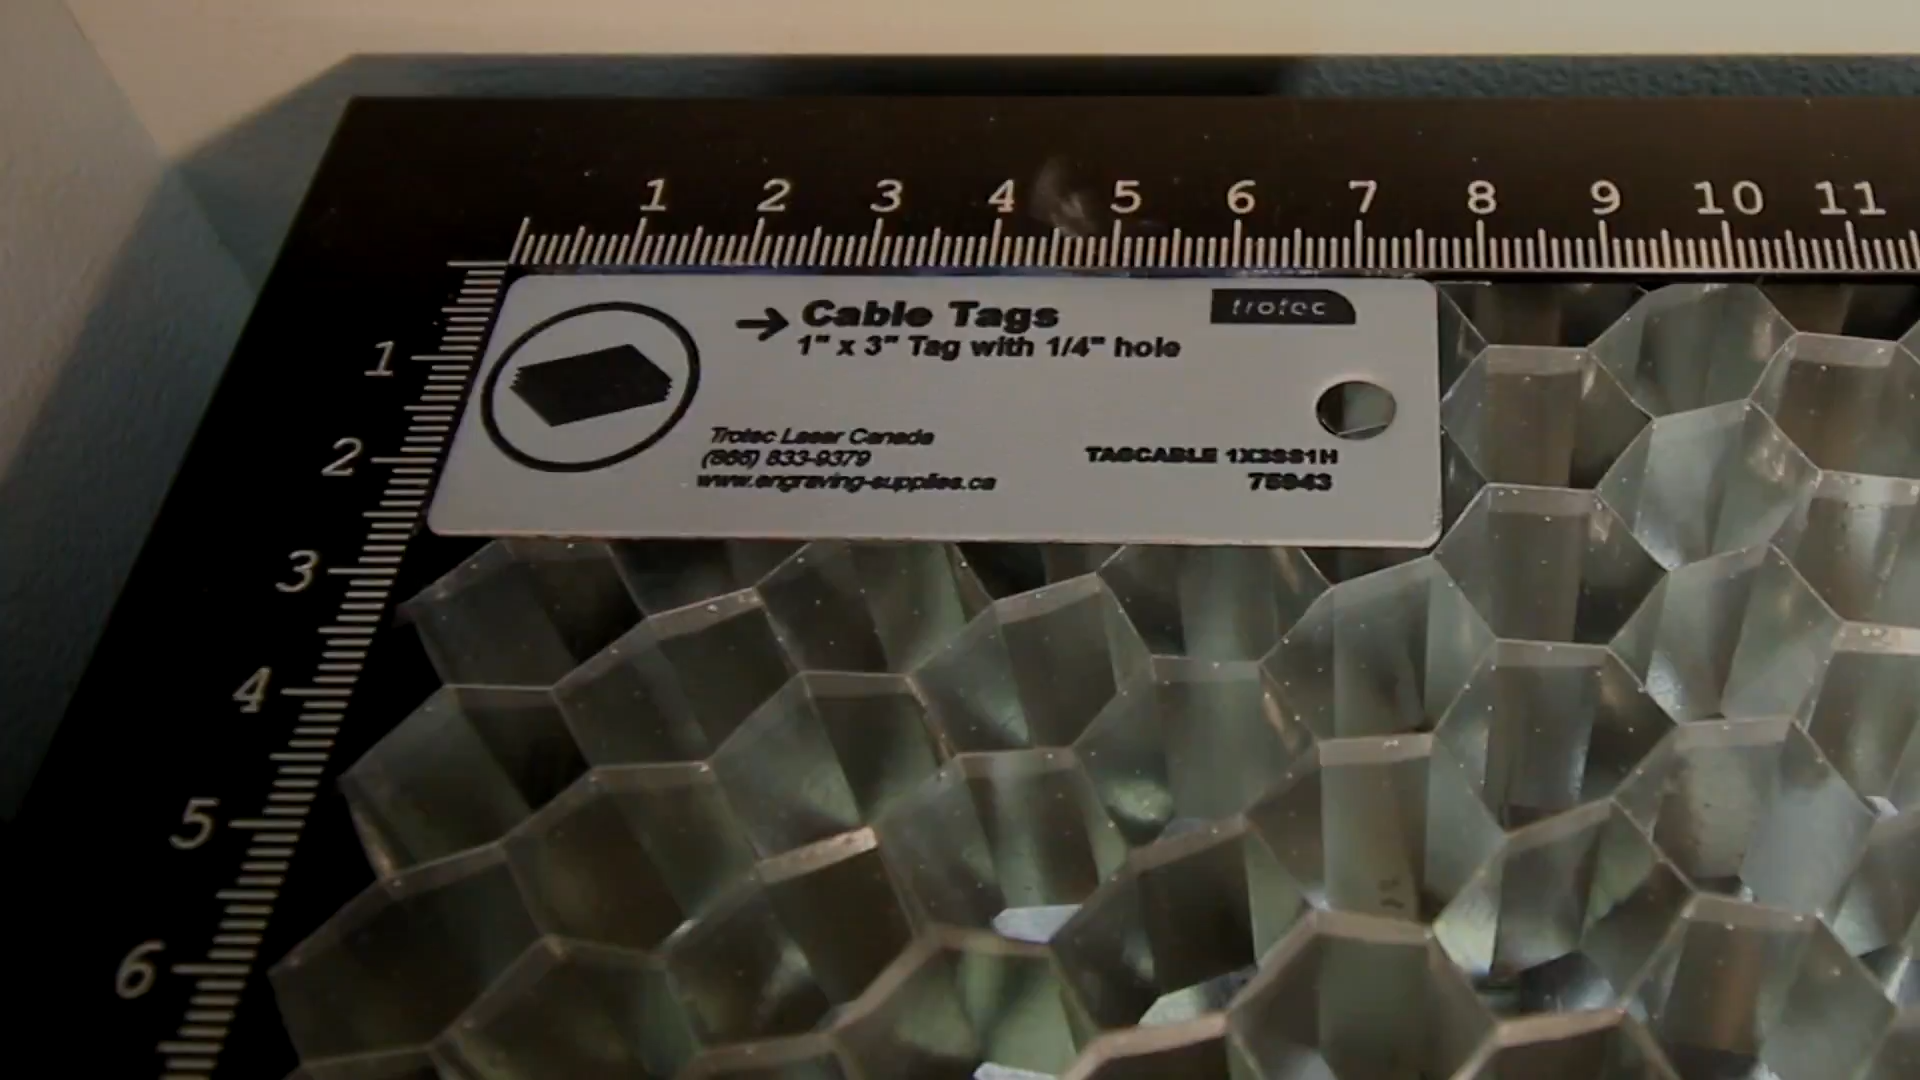 1 2 3 4 5 6 7 8 9 10 11
Cable Tags
1" x 3" Tag with 1/4" hole
trotec
Trotec Laser Canada
(866) 833-9379
www.engraving-supplies.ca
TAGCABLE 1X3SS1H
75943
1
2
3
4
5
6